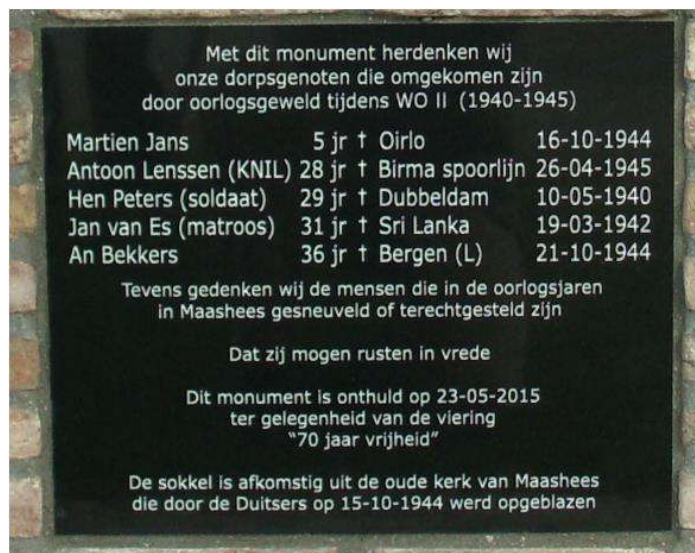 Met dit monument herdenken wij
onze dorpsgenoten die omgekomen zijn
door oorlogsgeweld tijdens WO II (1940-1945)
Martien Jans 5 jr † Oirlo 16-10-1944
Antoon Lenssen (KNIL) 28 jr † Birma spoorlijn 26-04-1945
Hen Peters (soldaat) 29 jr † Dubbeldam 10-05-1940
Jan van Es (matroos) 31 jr † Sri Lanka 19-03-1942
An Bekkers 36 jr † Bergen (L) 21-10-1944
Tevens gedenken wij de mensen die in de oorlogsjaren
in Maashees gesneuveld of terechtgesteld zijn
Dat zij mogen rusten in vrede
Dit monument is onthuld op 23-05-2015
ter gelegenheid van de viering
"70 jaar vrijheid"
De sokkel is afkomstig uit de oude kerk van Maashees
die door de Duitsers op 15-10-1944 werd opgeblazen